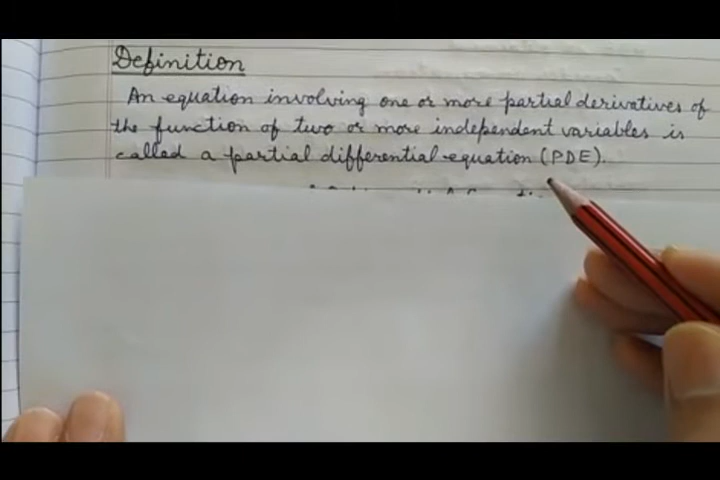 Definition
An equation involving one or more partial derivatives of
the function of two or more independent variables is
called a partial differential equation (PDE).